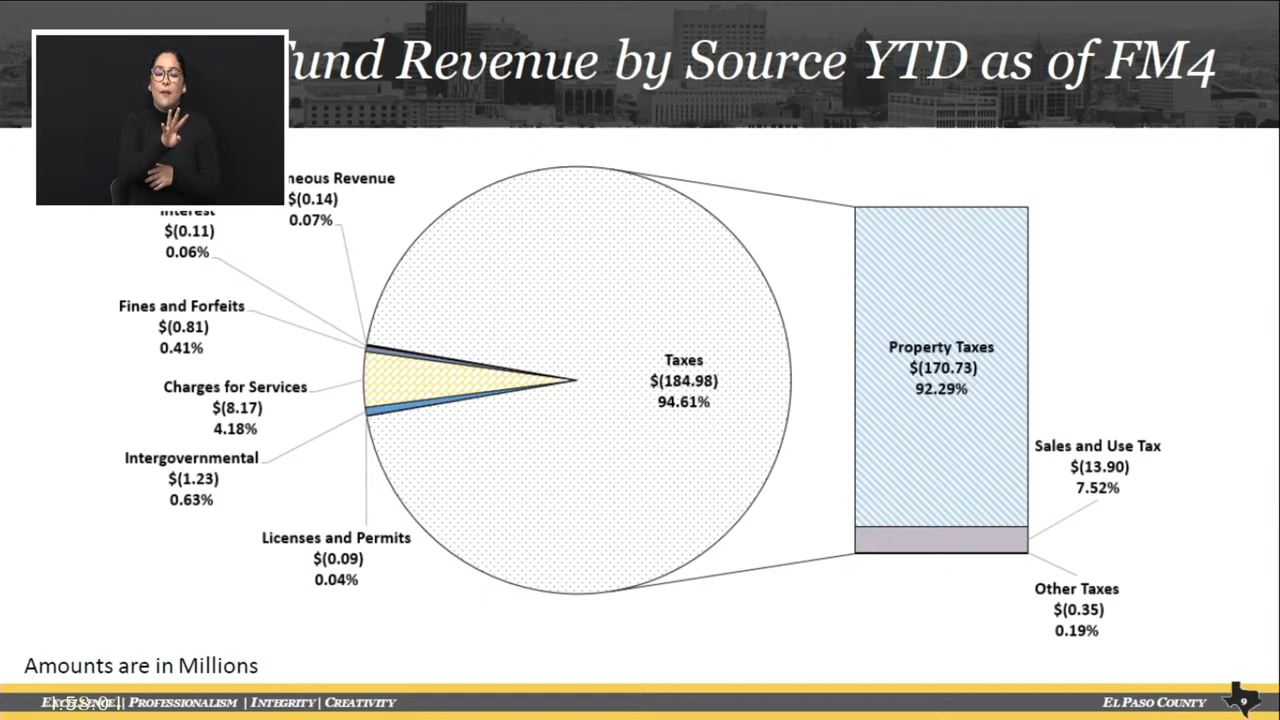 Fund Revenue by Source YTD as of FM4
neous Revenue
$(0.14)
0.07%
Interest
$(0.11)
0.06%
Fines and Forfeits
$(0.81)
0.41%
Charges for Services
$(8.17)
4.18%
Intergovernmental
$(1.23)
0.63%
Licenses and Permits
$(0.09)
0.04%
Taxes
$(184.98)
94.61%
Property Taxes
$(170.73)
92.29%
Sales and Use Tax
$(13.90)
7.52%
Other Taxes
$(0.35)
0.19%
Amounts are in Millions
EXCELLENCE | PROFESSIONALISM | INTEGRITY | CREATIVITY
EL PASO COUNTY
9